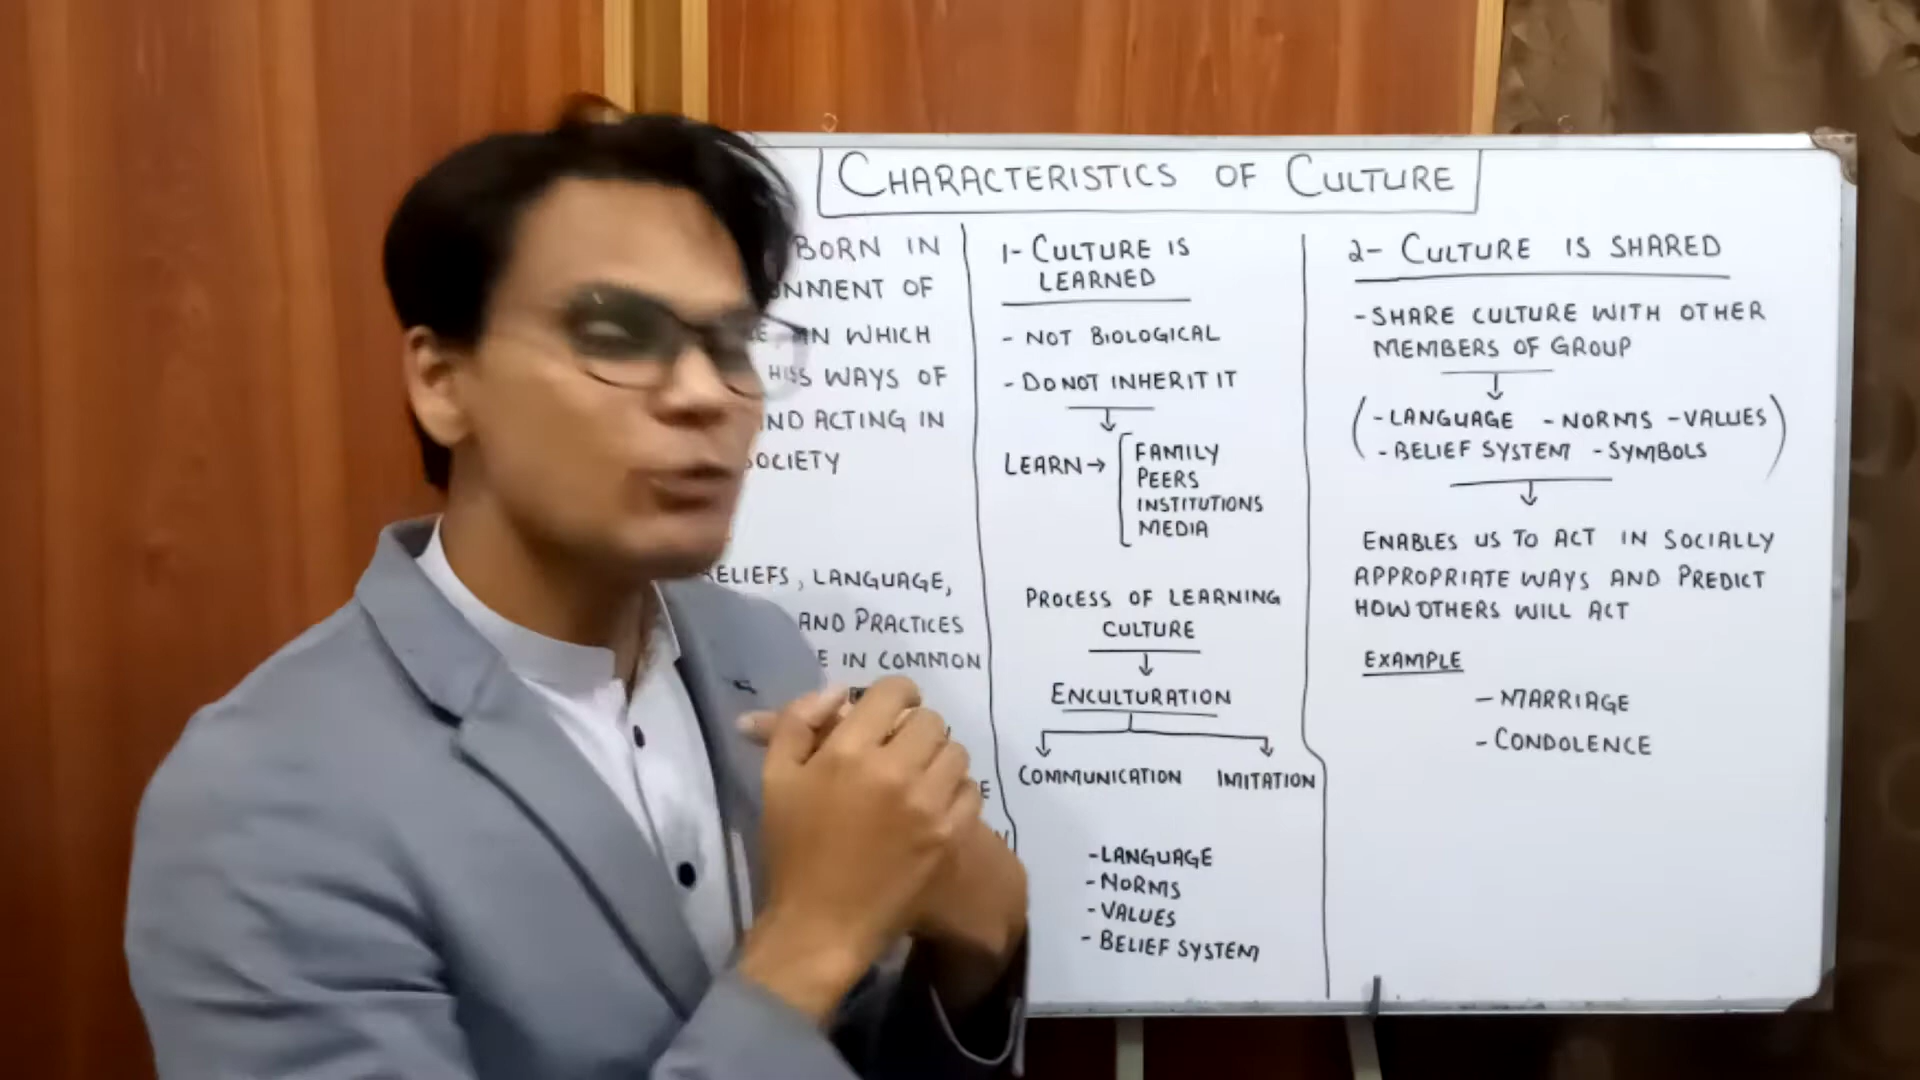 CHARACTERISTICS OF CULTURE
BORN IN
OF
IN WHICH
WAYS OF
ACTING IN
SOCIETY
LANGUAGE,
AND PRACTICES
IN COMMON
1- CULTURE IS
LEARNED
- NOT BIOLOGICAL
- DO NOT INHERIT IT
LEARN →
FAMILY
PEERS
INSTITUTIONS
MEDIA
PROCESS OF LEARNING
CULTURE
ENCULTURATION
COMMUNICATION IMITATION
- LANGUAGE
- NORMS
- VALUES
- BELIEF SYSTEM
2- CULTURE IS SHARED
- SHARE CULTURE WITH OTHER
MEMBERS OF GROUP
(- LANGUAGE - NORMS - VALUES
- BELIEF SYSTEM - SYMBOLS)
ENABLES US TO ACT IN SOCIALLY
APPROPRIATE WAYS AND PREDICT
HOW OTHERS WILL ACT
EXAMPLE
- MARRIAGE
- CONDOLENCE